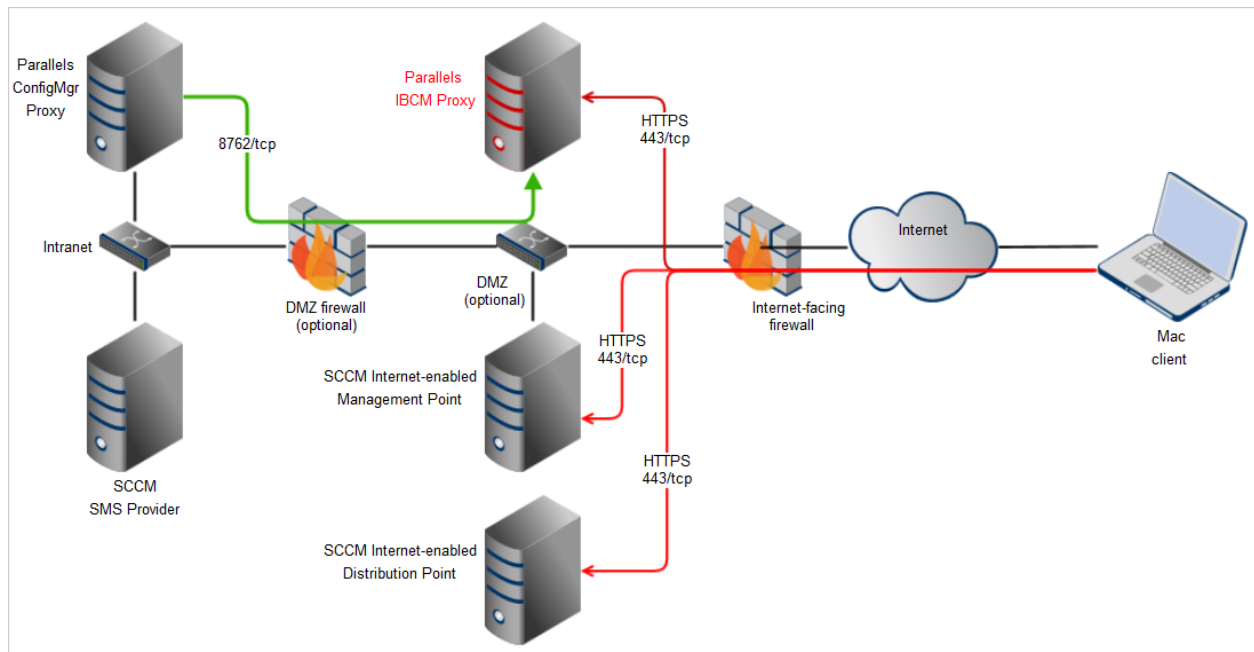 Parallels
ConfigMgr
Proxy
8762/tcp
Parallels
IBCM Proxy
HTTPS
443/tcp
Intranet
DMZ firewall
(optional)
DMZ
(optional)
Internet-facing
firewall
Internet
Mac
client
HTTPS
443/tcp
SCCM Internet-enabled
Management Point
SCCM
SMS Provider
HTTPS
443/tcp
SCCM Internet-enabled
Distribution Point